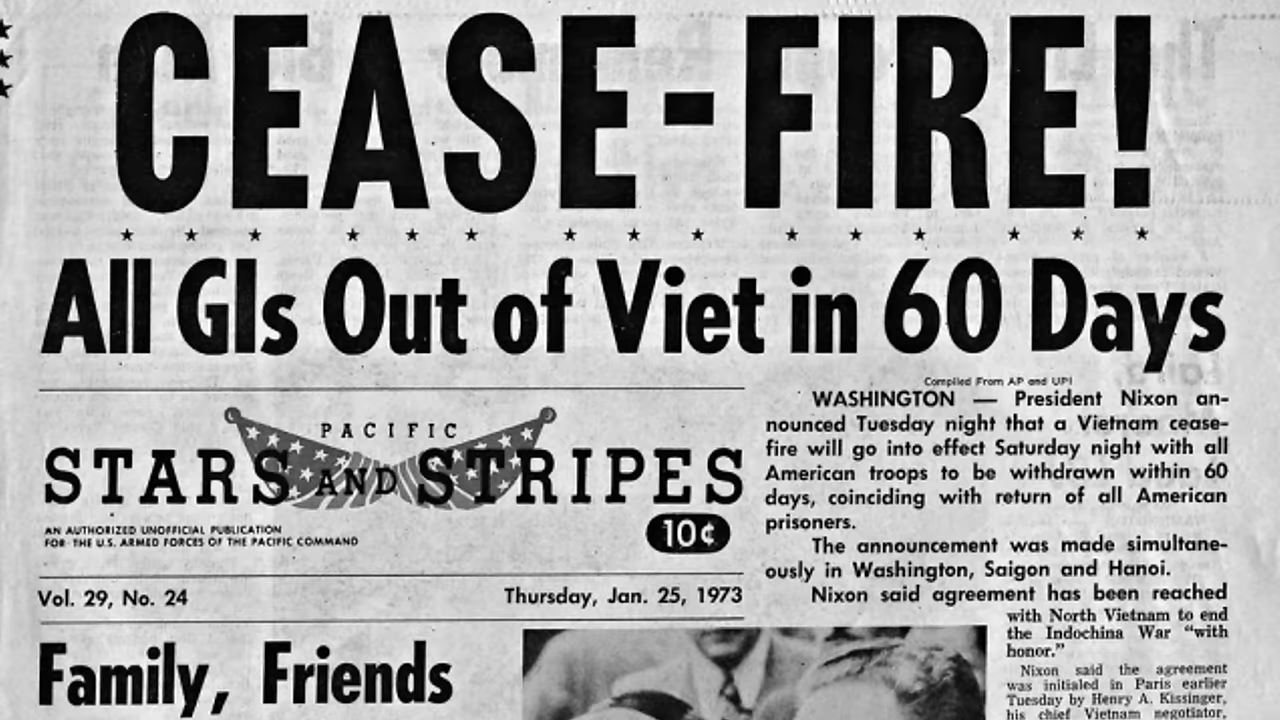 CEASE-FIRE!
All GIs Out of Viet in 60 Days
PACIFIC
STARS AND STRIPES
AN AUTHORIZED UNOFFICIAL PUBLICATION
FOR THE U.S. ARMED FORCES OF THE PACIFIC COMMAND
10¢
Vol. 29, No. 24
Thursday, Jan. 25, 1973
Family, Friends
Compiled From AP and UPI
WASHINGTON — President Nixon an-
nounced Tuesday night that a Vietnam cease-
fire will go into effect Saturday night with all
American troops to be withdrawn within 60
days, coinciding with return of all American
prisoners.
The announcement was made simultane-
ously in Washington, Saigon and Hanoi.
Nixon said agreement has been reached
with North Vietnam to end
the Indochina War “with
honor.”
Nixon said the agreement
was initialed in Paris earlier
Tuesday by Henry A. Kissinger,
his chief Vietnam negotiator,